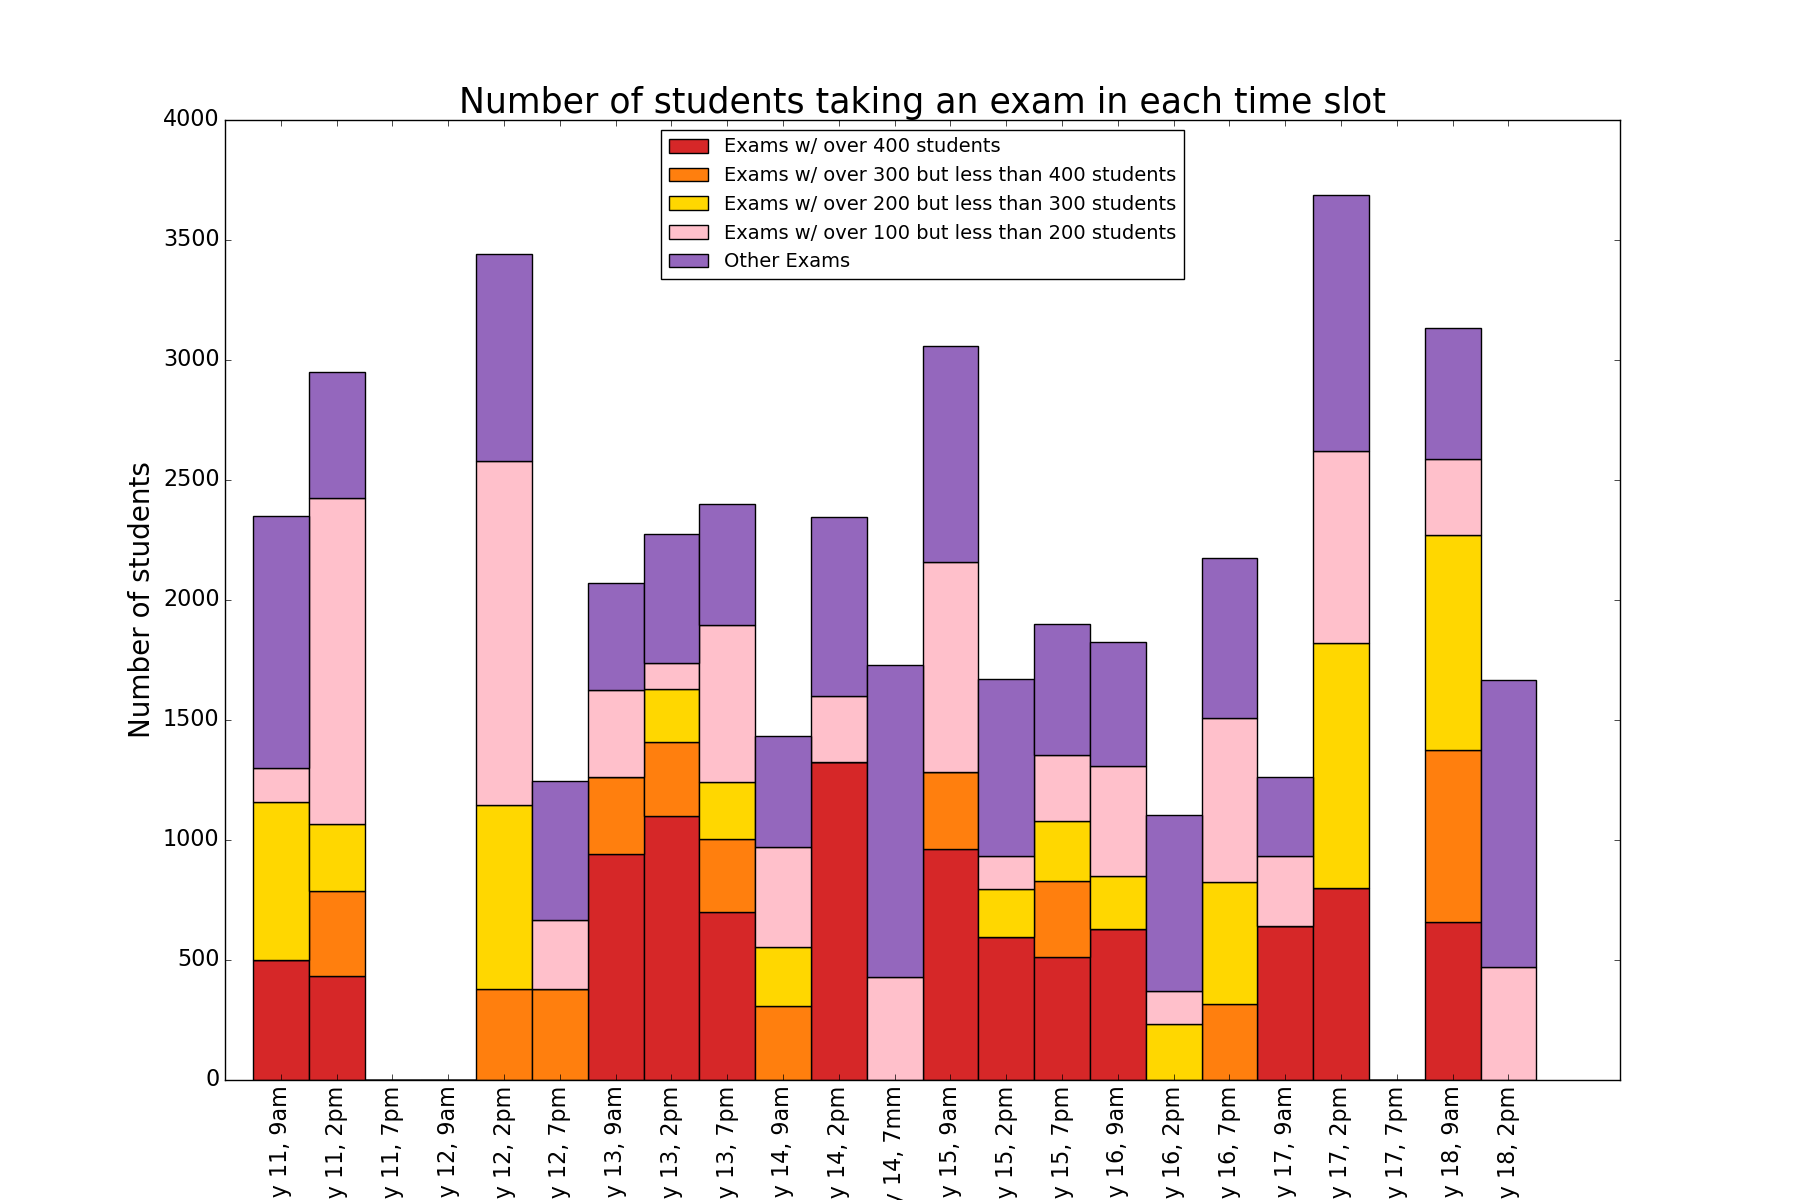 Number of students taking an exam in each time slot
Exams w/ over 400 students
Exams w/ over 300 but less than 400 students
Exams w/ over 200 but less than 300 students
Exams w/ over 100 but less than 200 students
Other Exams
Number of students
4000
3500
3000
2500
2000
1500
1000
500
0
y 11, 9am
y 11, 2pm
y 11, 7pm
y 12, 9am
y 12, 2pm
y 12, 7pm
y 13, 9am
y 13, 2pm
y 13, 7pm
y 14, 9am
y 14, 2pm
y 14, 7mm
y 15, 9am
y 15, 2pm
y 15, 7pm
y 16, 9am
y 16, 2pm
y 16, 7pm
y 17, 9am
y 17, 2pm
y 17, 7pm
y 18, 9am
y 18, 2pm